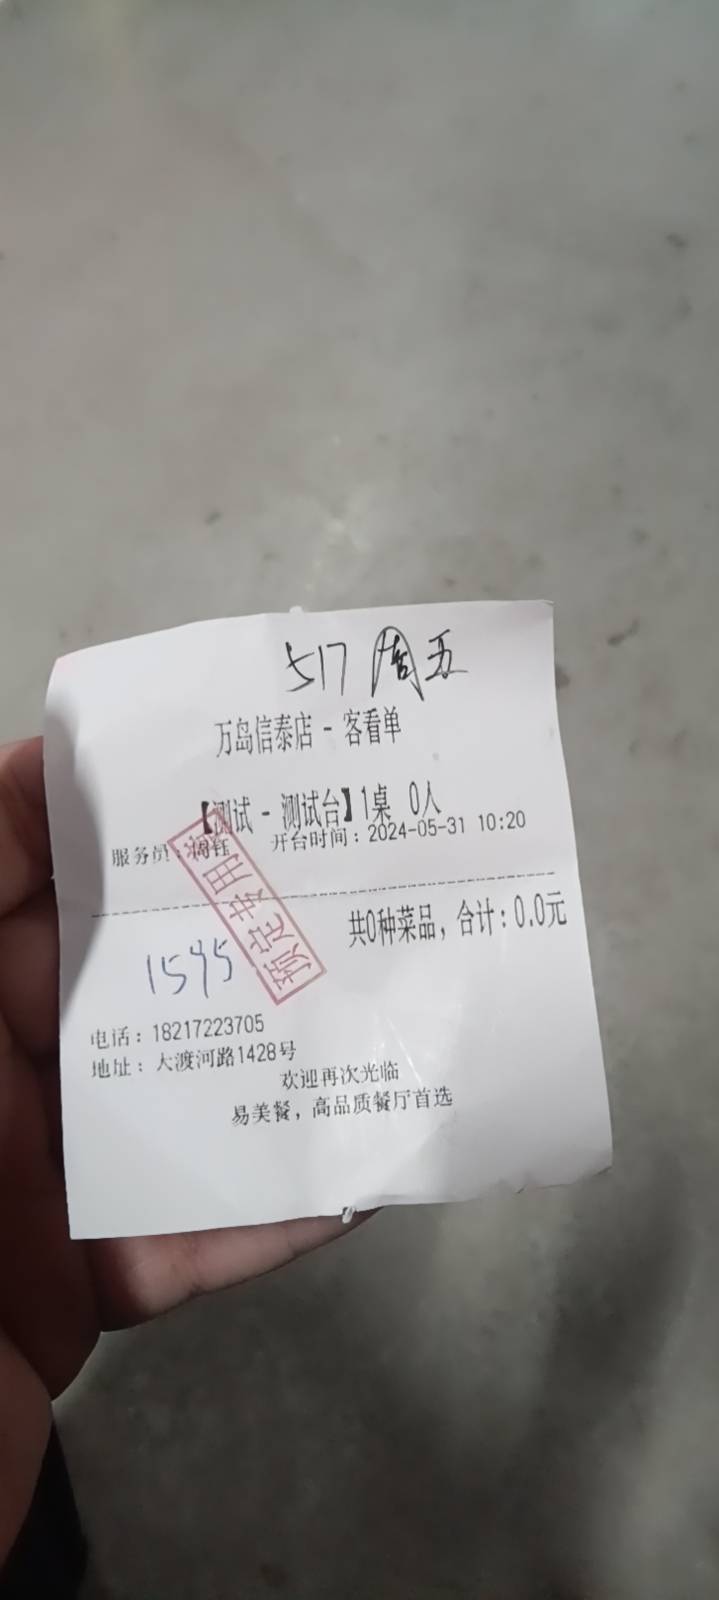 517 周五
万岛信泰店 - 客看单
【测试 - 测试台】1桌 0人
服务员：周钰 开台时间：2024-05-31 10:20
共0种菜品，合计：0.0元
预定专用
1595
电话：18217223705
地址：大渡河路1428号
欢迎再次光临
易美餐，高品质餐厅首选